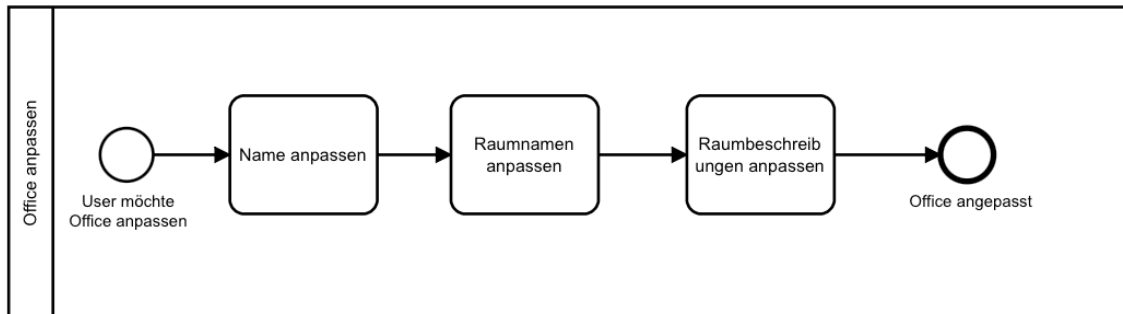 Office anpassen
User möchte
Office anpassen
Name anpassen
Raumnamen
anpassen
Raumbeschreib
ungen anpassen
Office angepasst